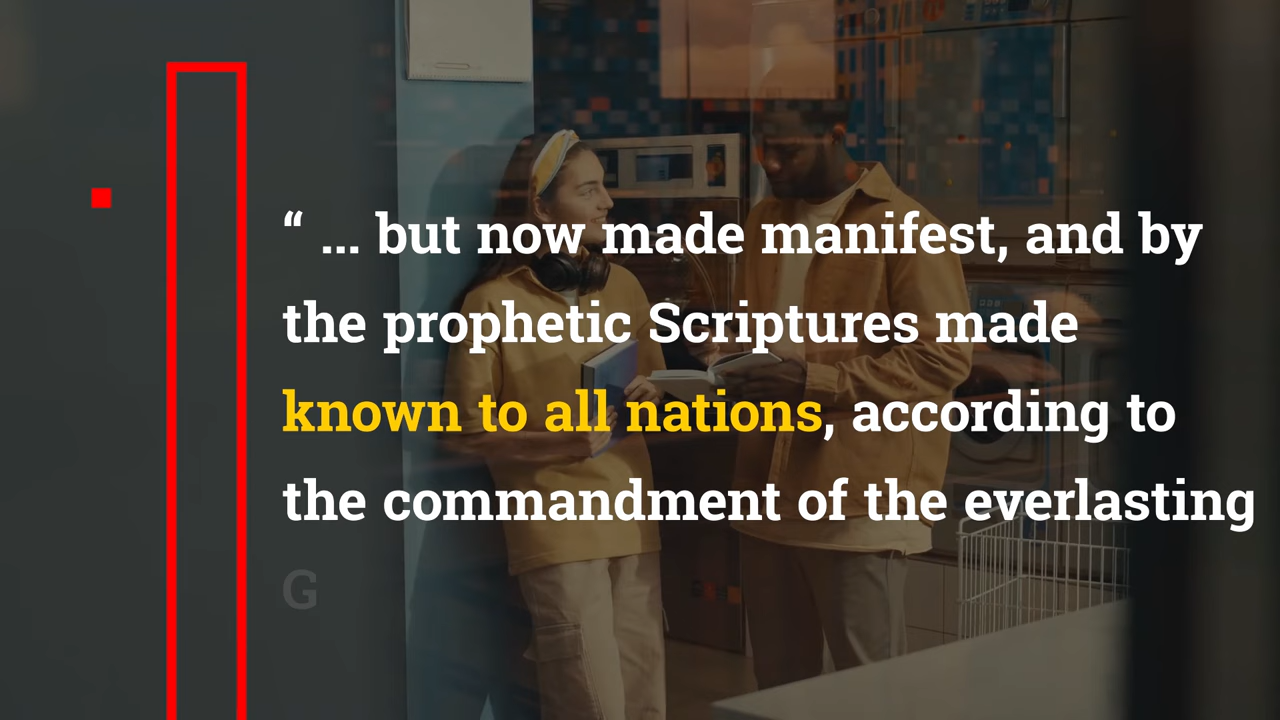 “ ... but now made manifest, and by
the prophetic Scriptures made
known to all nations, according to
the commandment of the everlasting
G